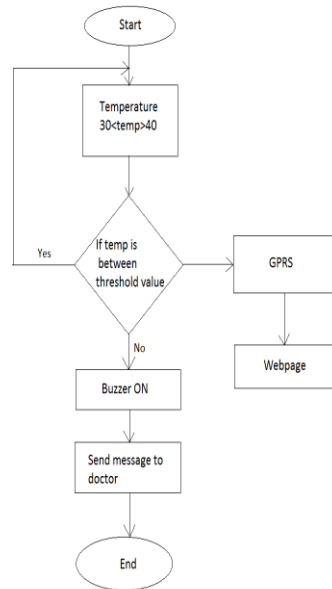 Start
Temperature
30<temp>40
If temp is
between
threshold value
Yes
GPRS
Webpage
No
Buzzer ON
Send message to
doctor
End